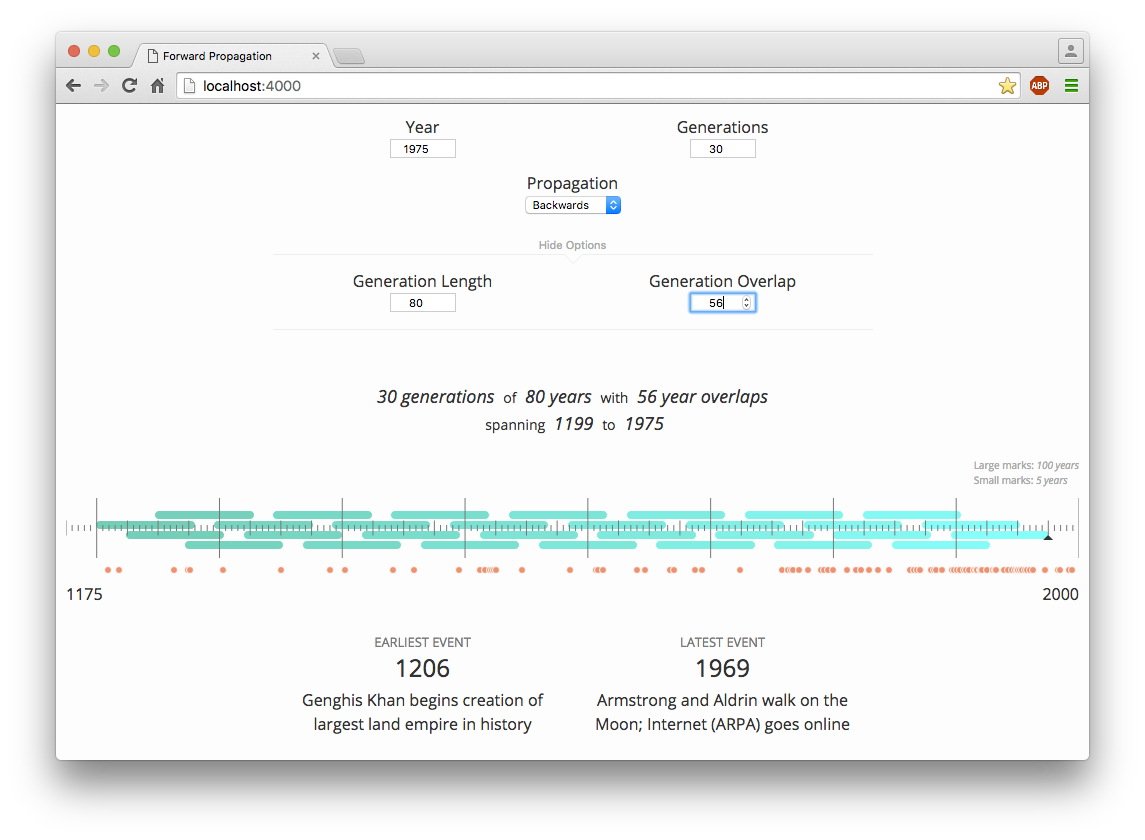 Forward Propagation
localhost:4000
ABP
Year
Generations
1975
30
Propagation
Backwards
Hide Options
Generation Length
Generation Overlap
80
56
30 generations of 80 years with 56 year overlaps
spanning 1199 to 1975
Large marks: 100 years
Small marks: 5 years
1175
2000
EARLIEST EVENT
1206
Genghis Khan begins creation of
largest land empire in history
LATEST EVENT
1969
Armstrong and Aldrin walk on the
Moon; Internet (ARPA) goes online